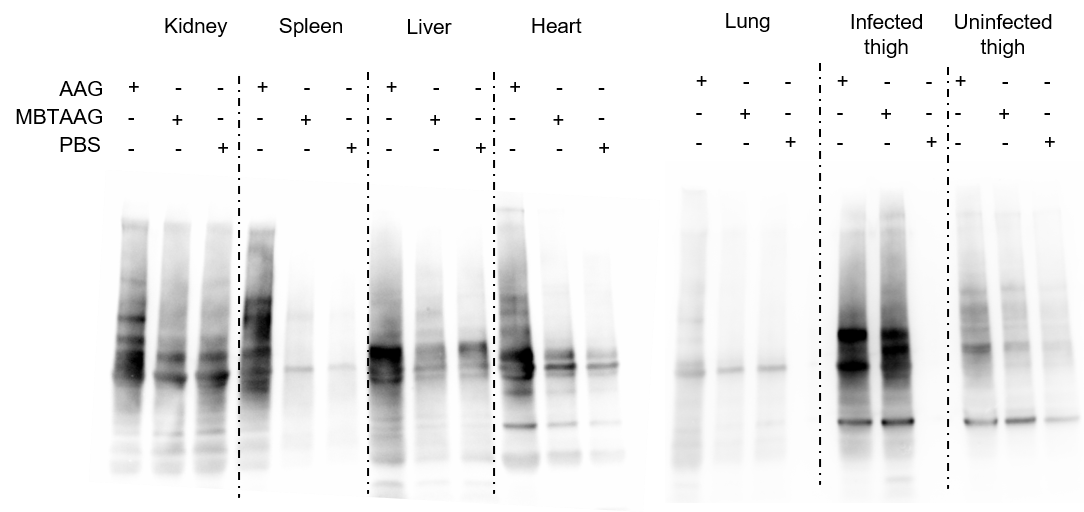 Kidney Spleen Liver Heart Lung Infected thigh Uninfected thigh
AAG + - - + - - + - - + - - + - - + - - + - -
MBTAAG - + - - + - - + - - + - - + - - + - - + -
PBS - - + - - + - - + - - + - - + - - + - - +